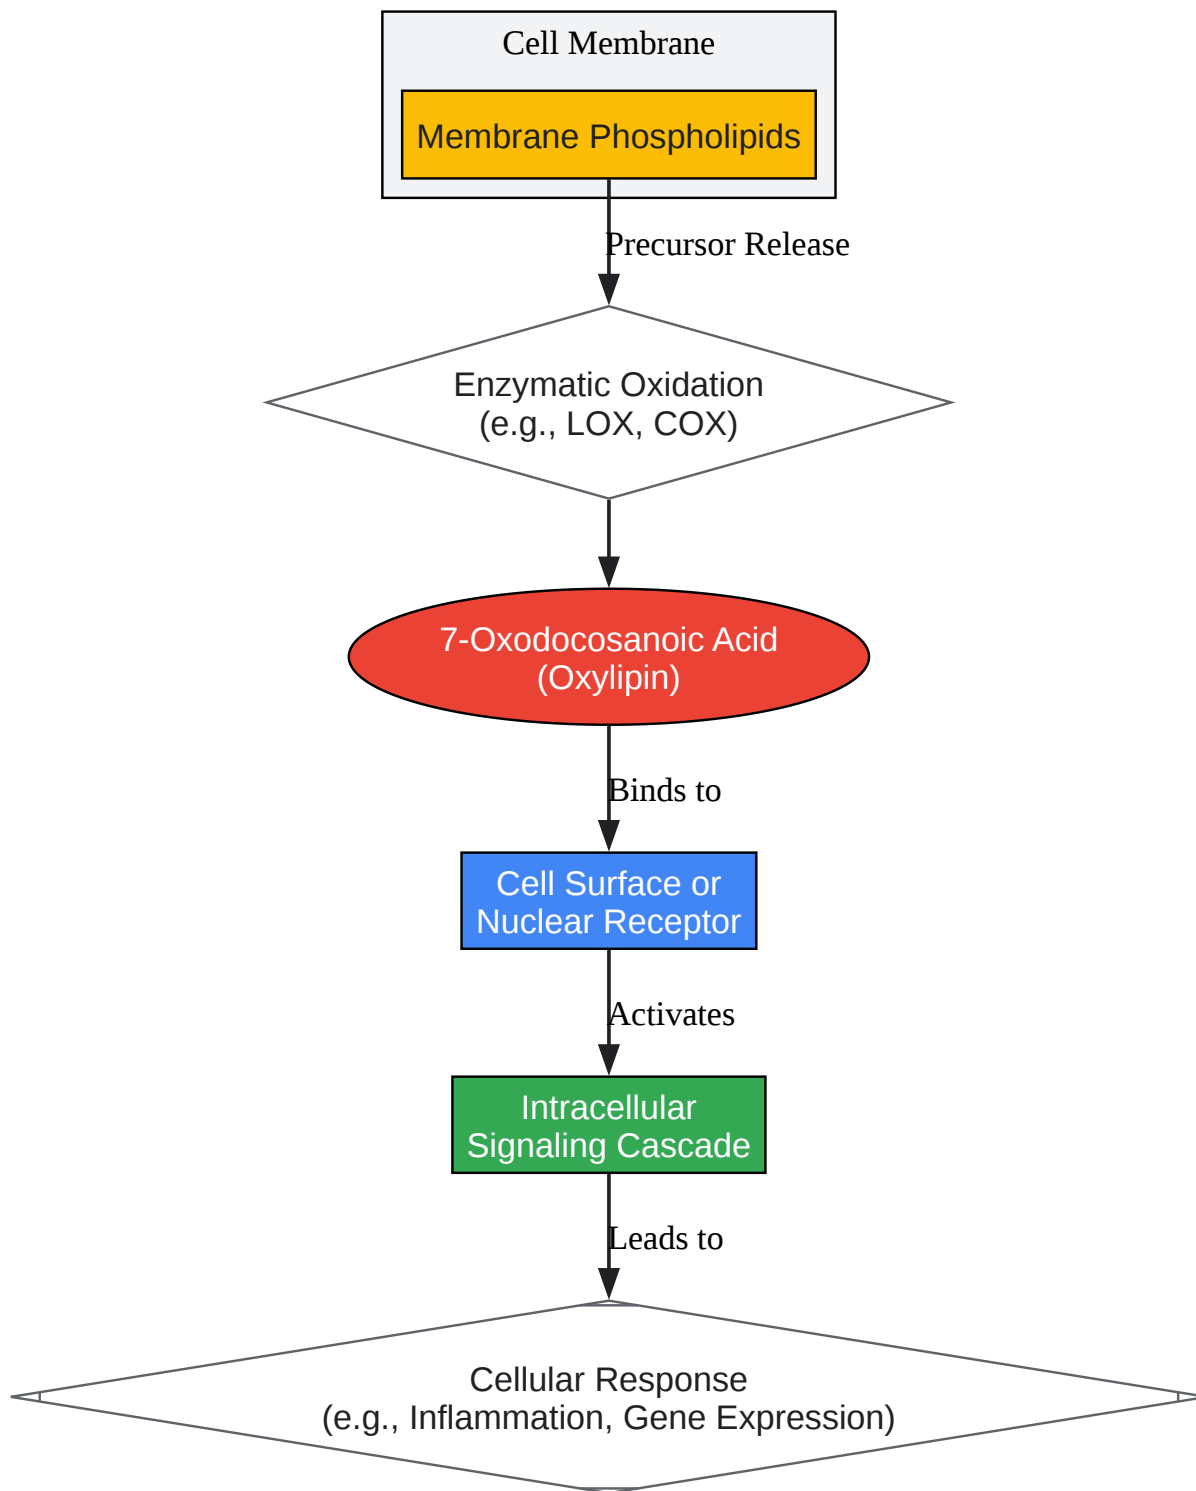 Cell Membrane
Membrane Phospholipids
Precursor Release
Enzymatic Oxidation
(e.g., LOX, COX)
7-Oxodocosanoic Acid
(Oxylipin)
Binds to
Cell Surface or
Nuclear Receptor
Activates
Intracellular
Signaling Cascade
Leads to
Cellular Response
(e.g., Inflammation, Gene Expression)